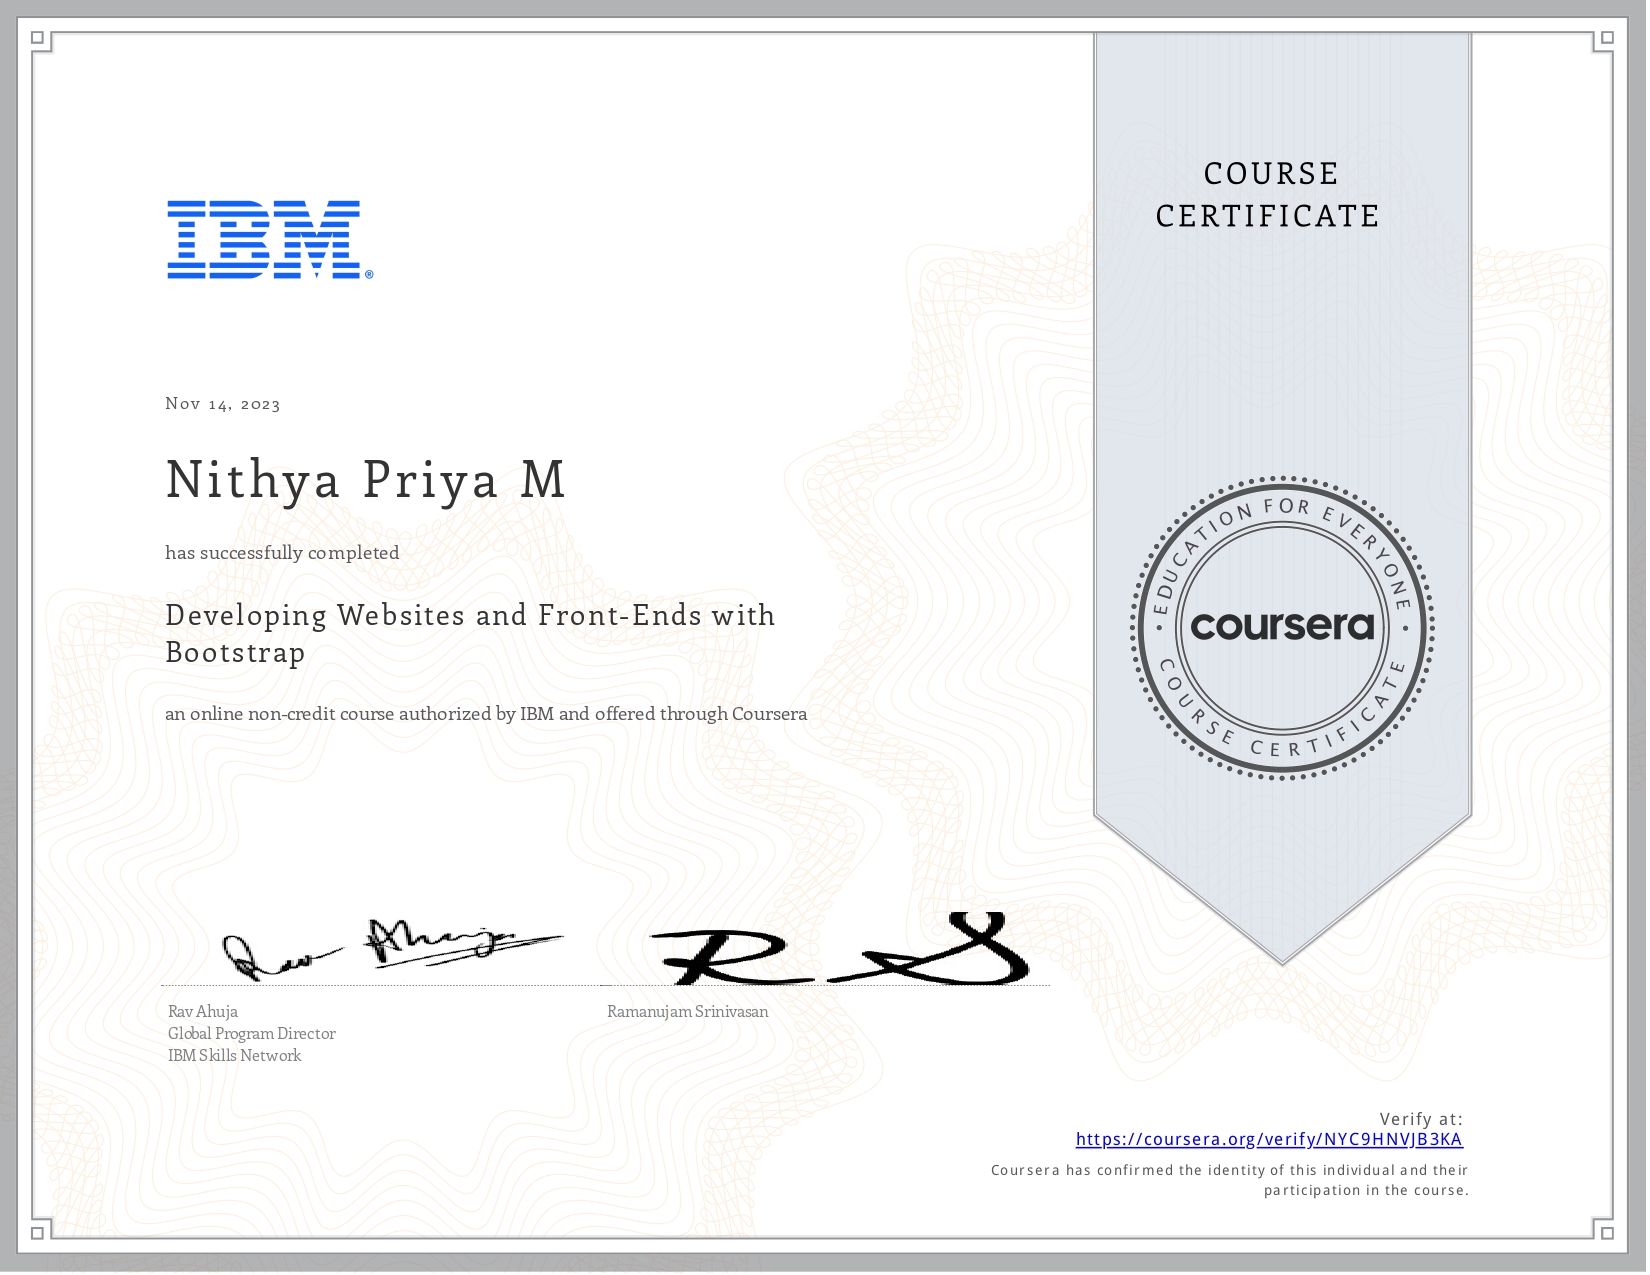 IBM®
COURSE
CERTIFICATE
Nov 14, 2023
Nithya Priya M
has successfully completed
Developing Websites and Front-Ends with
Bootstrap
an online non-credit course authorized by IBM and offered through Coursera
EDUCATION FOR EVERYONE
coursera
COURSE CERTIFICATE
Rav Ahuja
Global Program Director
IBM Skills Network
Ramanujam Srinivasan
Verify at:
https://coursera.org/verify/NYC9HNVJB3KA
Coursera has confirmed the identity of this individual and their
participation in the course.